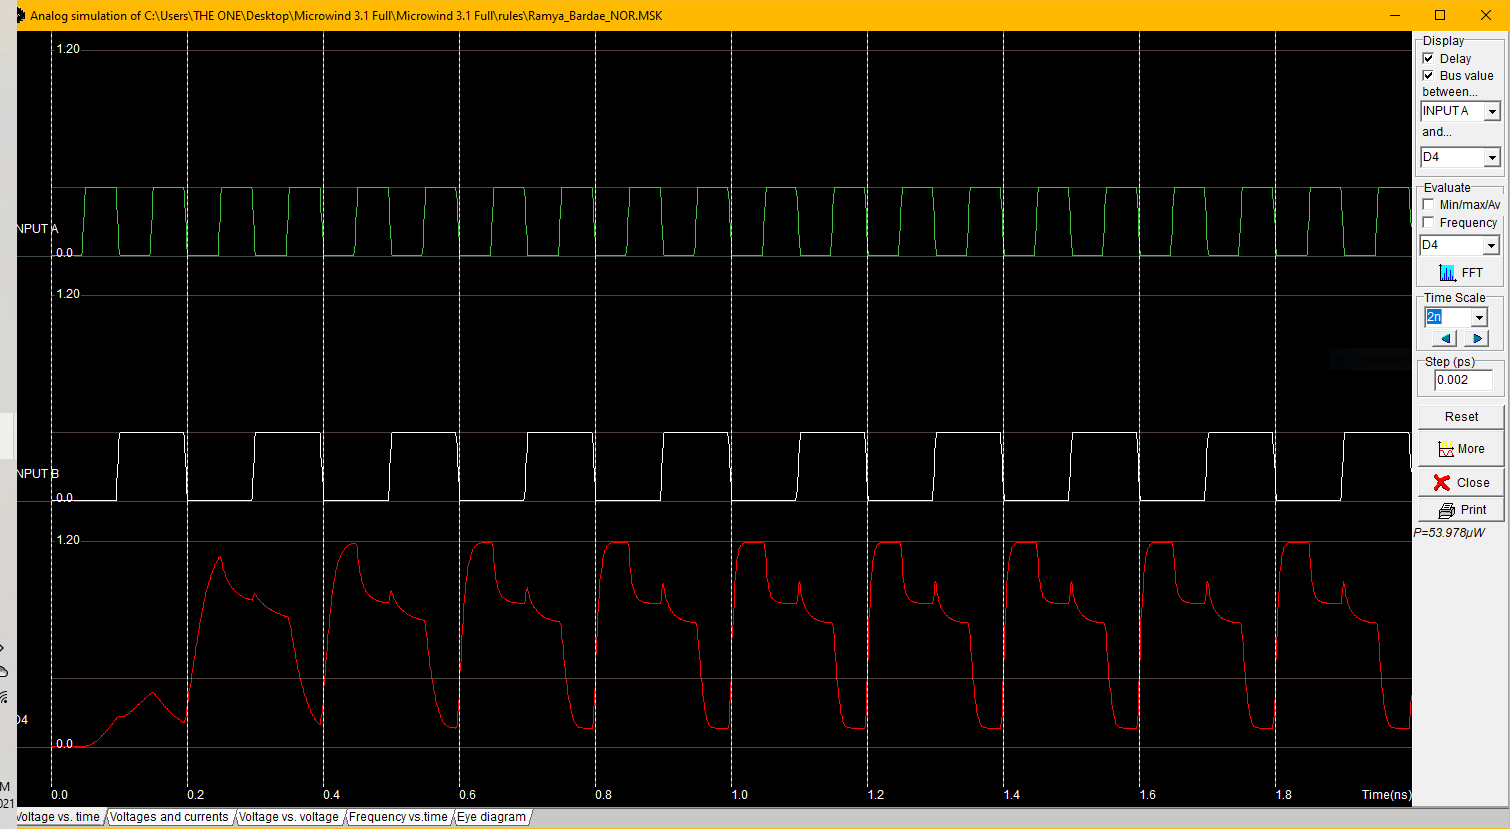 Analog simulation of C:\Users\THE ONE\Desktop\Microwind 3.1 Full\Microwind 3.1 Full\rules\Ramya_Bardae_NOR.MSK
1.20
NPUT A
0.0
1.20
NPUT B
0.0
1.20
D4
0.0
0.0 0.2 0.4 0.6 0.8 1.0 1.2 1.4 1.6 1.8 Time(ns)
Voltage vs. time Voltages and currents Voltage vs. voltage Frequency vs.time Eye diagram
Display
Delay
Bus value
between...
INPUT A
and...
D4
Evaluate
Min/max/Av
Frequency
D4
FFT
Time Scale
2n
Step (ps)
0.002
Reset
More
Close
Print
P=53.978µW
M
021